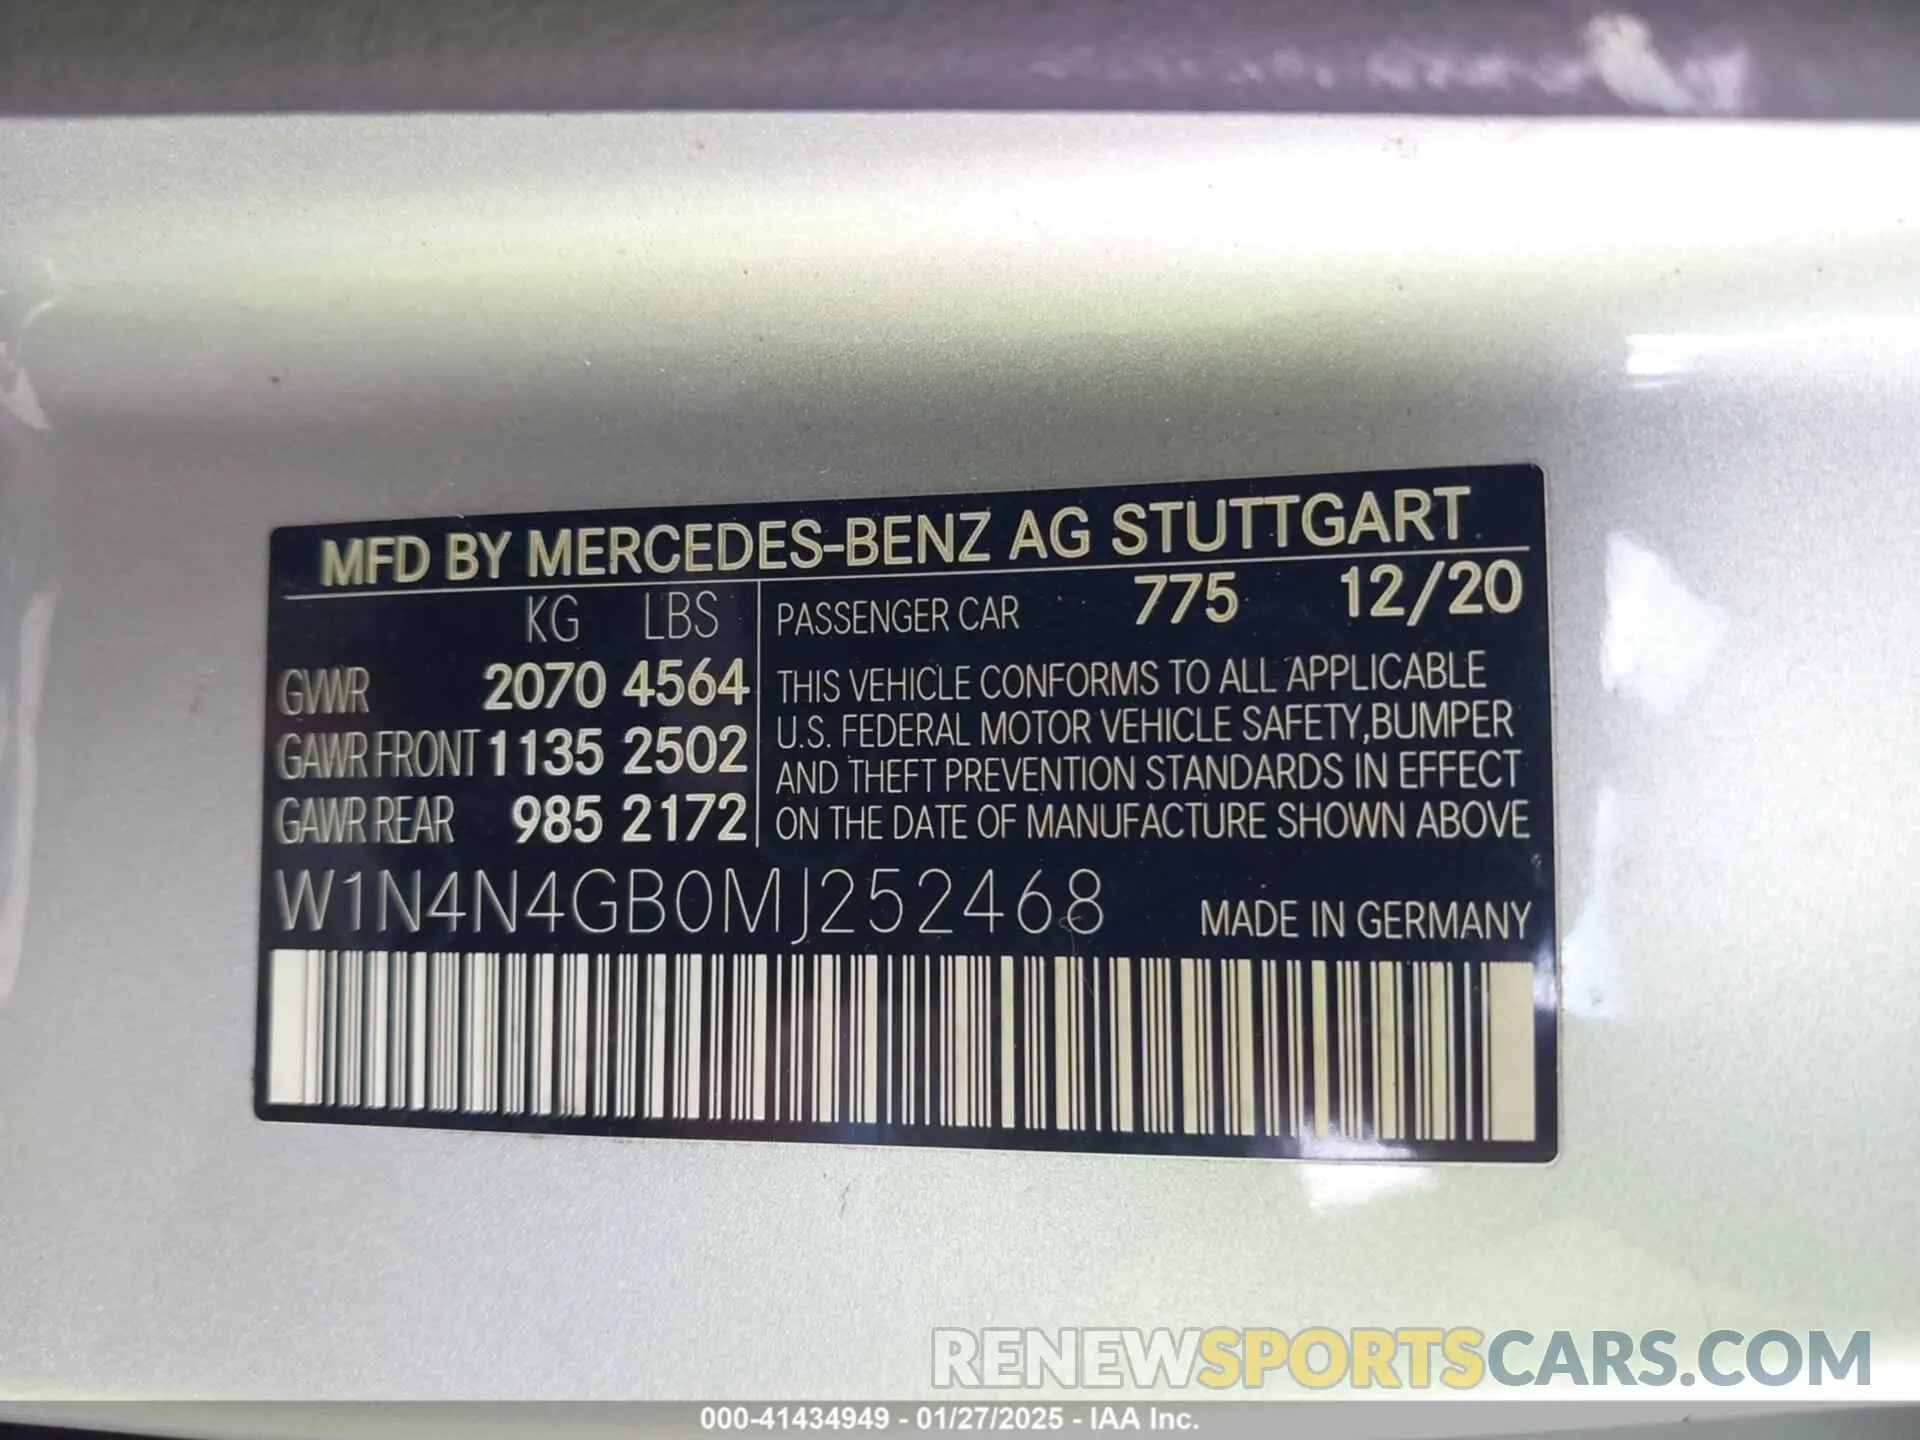 MFD BY MERCEDES-BENZ AG STUTTGART
KG LBS
GVWR 2070 4564
GAWR FRONT 1135 2502
GAWR REAR 985 2172
PASSENGER CAR 775 12/20
THIS VEHICLE CONFORMS TO ALL APPLICABLE
U.S. FEDERAL MOTOR VEHICLE SAFETY,BUMPER
AND THEFT PREVENTION STANDARDS IN EFFECT
ON THE DATE OF MANUFACTURE SHOWN ABOVE
W1N4N4GB0MJ252468
MADE IN GERMANY
RENEWSPORTSCARS.COM
000-41434949 - 01/27/2025 - IAA Inc.